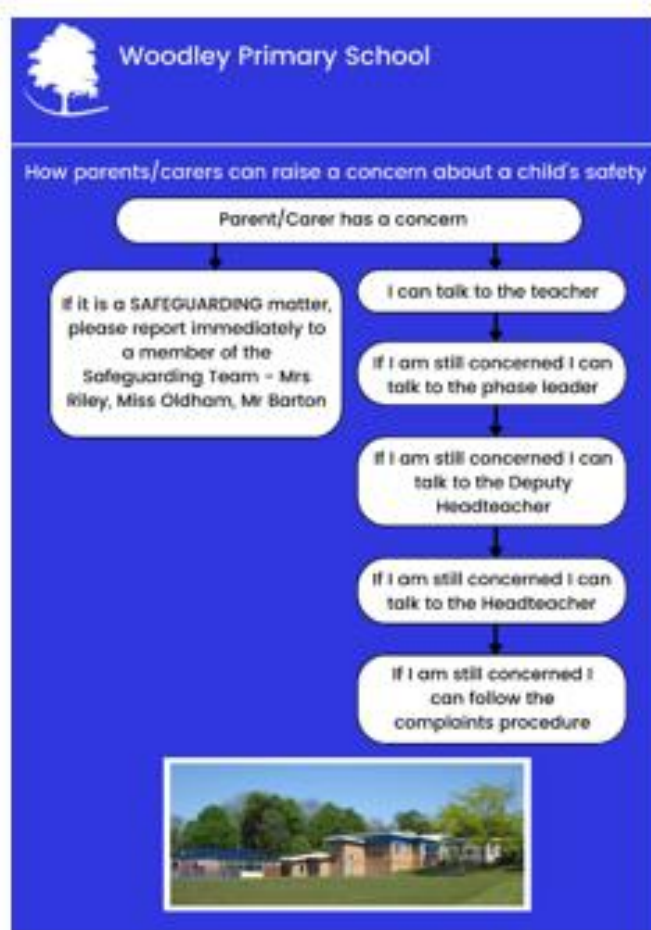 Woodley Primary School
How parents/carers can raise a concern about a child's safety
Parent/Carer has a concern
If it is a SAFEGUARDING matter,
please report immediately to
a member of the
Safeguarding Team - Mrs
Riley, Miss Oldham, Mr Barton
I can talk to the teacher
If I am still concerned I can
talk to the phase leader
If I am still concerned I can
talk to the Deputy
Headteacher
If I am still concerned I can
talk to the Headteacher
If I am still concerned I
can follow the
complaints procedure